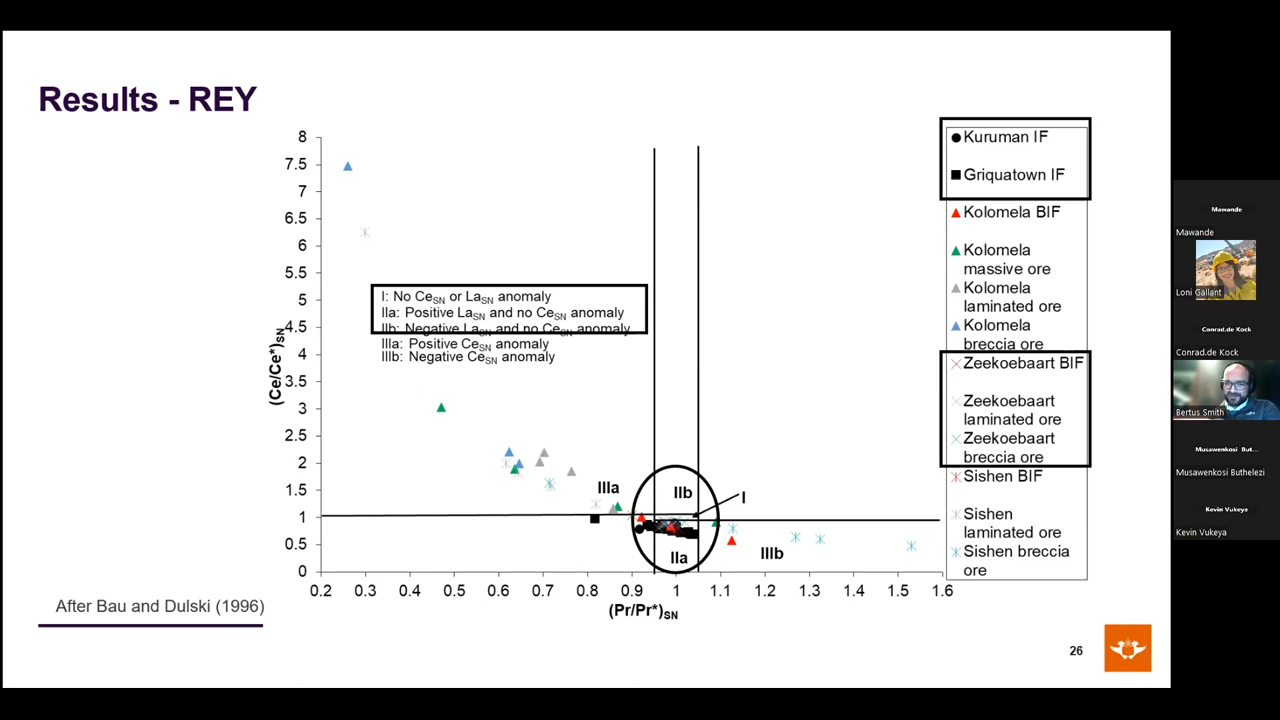 Results - REY
8
7.5
7
6.5
6
5.5
5
4.5
4
3.5
3
2.5
2
1.5
1
0.5
0
(Ce/Ce*)SN
I: No CeSN or LaSN anomaly
IIa: Positive LaSN and no CeSN anomaly
IIb: Negative LaSN and no CeSN anomaly
IIIa: Positive CeSN anomaly
IIIb: Negative CeSN anomaly
IIIa
IIb
I
IIa
IIIb
0.2 0.3 0.4 0.5 0.6 0.7 0.8 0.9 1 1.1 1.2 1.3 1.4 1.5 1.6
(Pr/Pr*)SN
Kuruman IF
Griquatown IF
Kolomela BIF
Kolomela
massive ore
Kolomela
laminated ore
Kolomela
breccia ore
Zeekoebaart BIF
Zeekoebaart
laminated ore
Zeekoebaart
breccia ore
Sishen BIF
Sishen
laminated ore
Sishen breccia
ore
After Bau and Dulski (1996)
26
Mawande
Mawande
Loni Gallant
Conrad.de Kock
Conrad.de Kock
Bertus Smith
Musawenkosi But...
Musawenkosi Buthelezi
Kevin Vukeya
Kevin Vukeya